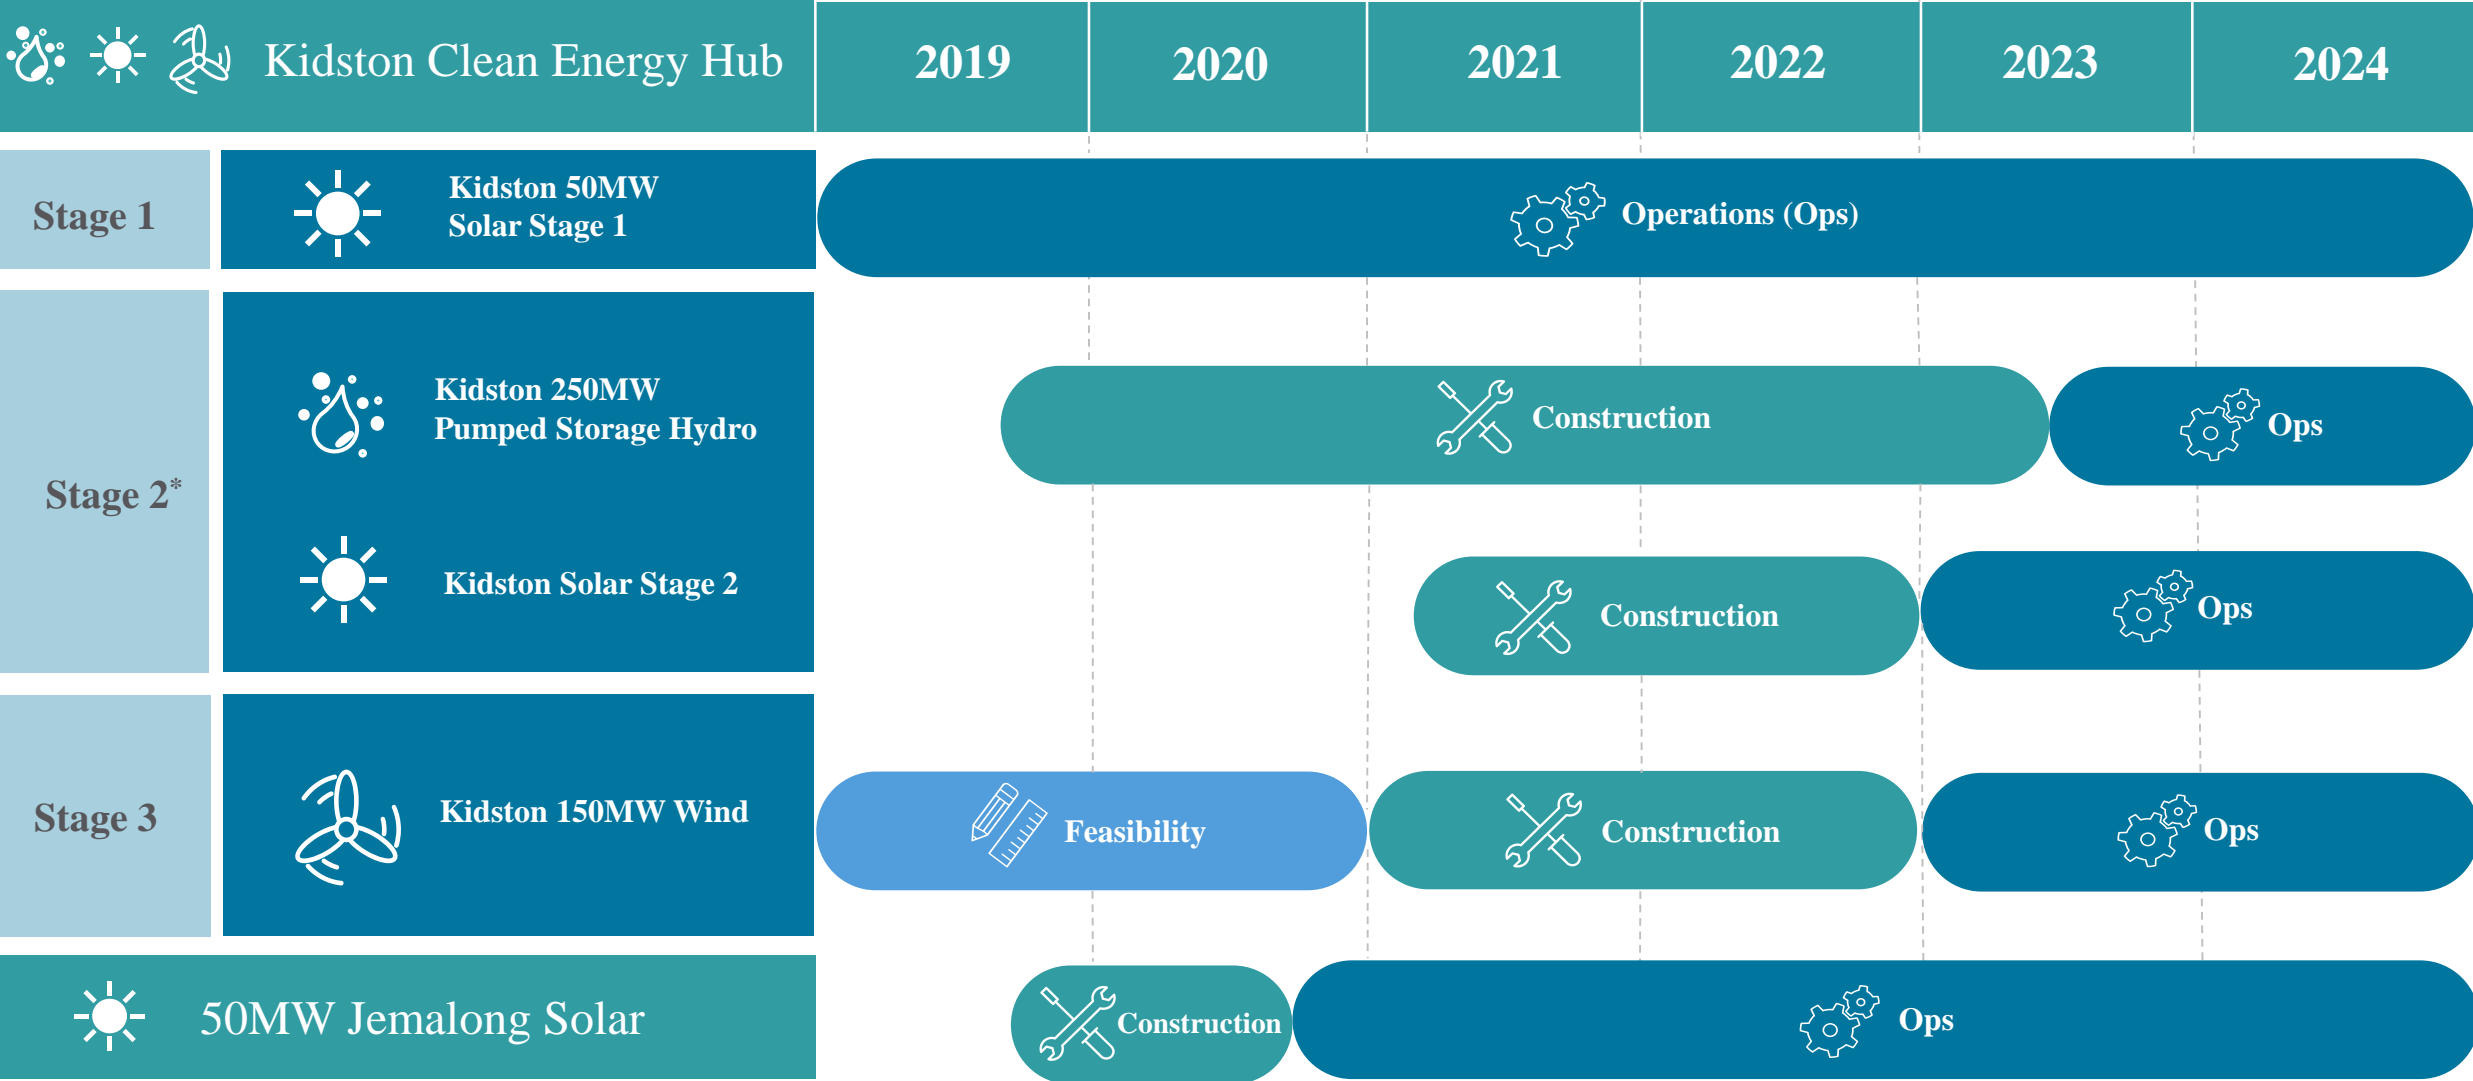 Kidston Clean Energy Hub
2019
2020
2021
2022
2023
2024
Stage 1
Kidston 50MW
Solar Stage 1
Operations (Ops)
Stage 2*
Kidston 250MW
Pumped Storage Hydro
Construction
Ops
Kidston Solar Stage 2
Construction
Ops
Stage 3
Kidston 150MW Wind
Feasibility
Construction
Ops
50MW Jemalong Solar
Construction
Ops